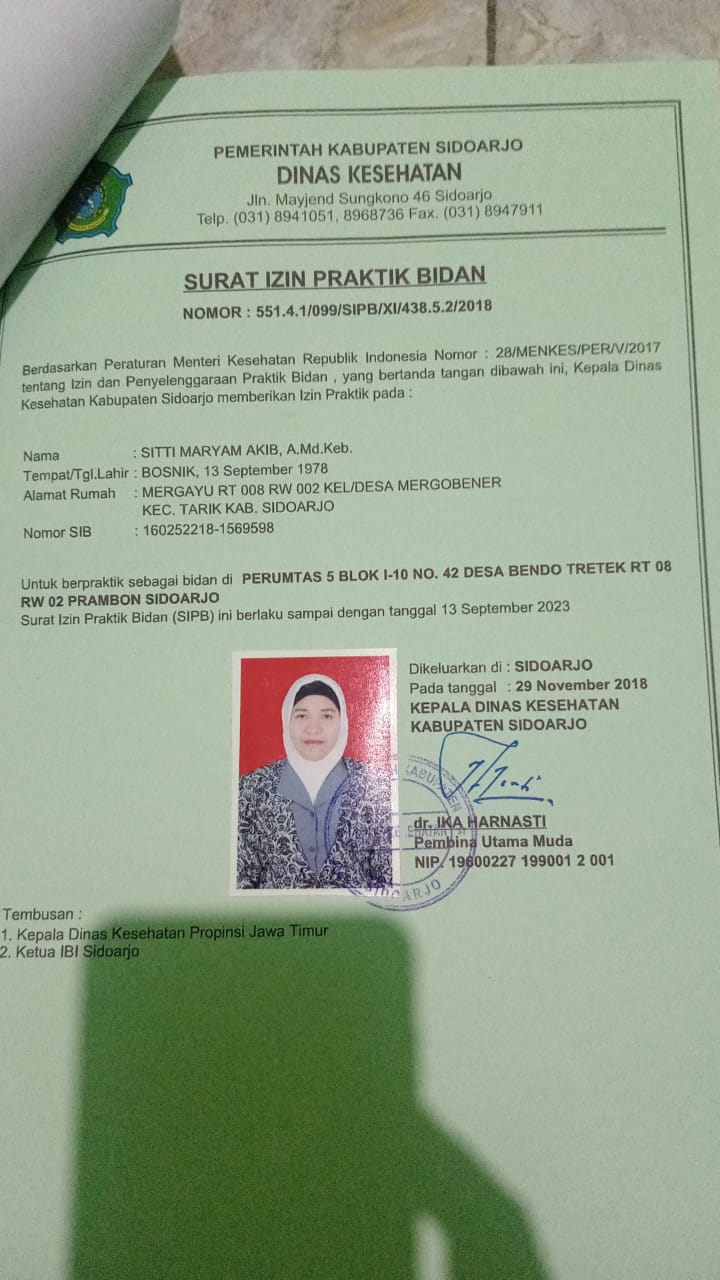 PEMERINTAH KABUPATEN SIDOARJO
DINAS KESEHATAN
Jln. Mayjend Sungkono 46 Sidoarjo
Telp. (031) 8941051, 8968736 Fax. (031) 8947911
SURAT IZIN PRAKTIK BIDAN
NOMOR : 551.4.1/099/SIPB/XI/438.5.2/2018
Berdasarkan Peraturan Menteri Kesehatan Republik Indonesia Nomor : 28/MENKES/PER/V/2017
tentang Izin dan Penyelenggaraan Praktik Bidan , yang bertanda tangan dibawah ini, Kepala Dinas
Kesehatan Kabupaten Sidoarjo memberikan Izin Praktik pada :
Nama : SITTI MARYAM AKIB, A.Md.Keb.
Tempat/Tgl.Lahir : BOSNIK, 13 September 1978
Alamat Rumah : MERGAYU RT 008 RW 002 KEL/DESA MERGOBENER
KEC. TARIK KAB. SIDOARJO
Nomor SIB : 160252218-1569598
Untuk berpraktik sebagai bidan di PERUMTAS 5 BLOK I-10 NO. 42 DESA BENDO TRETEK RT 08
RW 02 PRAMBON SIDOARJO
Surat Izin Praktik Bidan (SIPB) ini berlaku sampai dengan tanggal 13 September 2023
Dikeluarkan di : SIDOARJO
Pada tanggal : 29 November 2018
KEPALA DINAS KESEHATAN
KABUPATEN SIDOARJO
dr. IKA HARNASTI
Pembina Utama Muda
NIP. 19600227 199001 2 001
KABUPATEN
SIDOARJO
Tembusan :
1. Kepala Dinas Kesehatan Propinsi Jawa Timur
2. Ketua IBI Sidoarjo